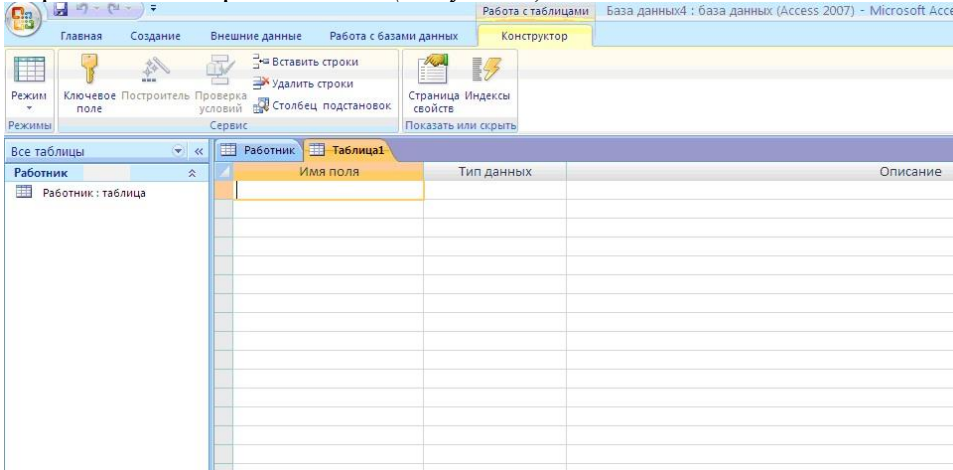 Работа с таблицами База данных4 : база данных (Access 2007) - Microsoft Acce
Главная Создание Внешние данные Работа с базами данных Конструктор
Режим
Ключевое поле
Построитель
Проверка условий
Вставить строки
Удалить строки
Столбец подстановок
Страница свойств
Индексы
Режимы Сервис Показать или скрыть
Все таблицы Работник Таблица1
Работник Имя поля Тип данных Описание
Работник : таблица